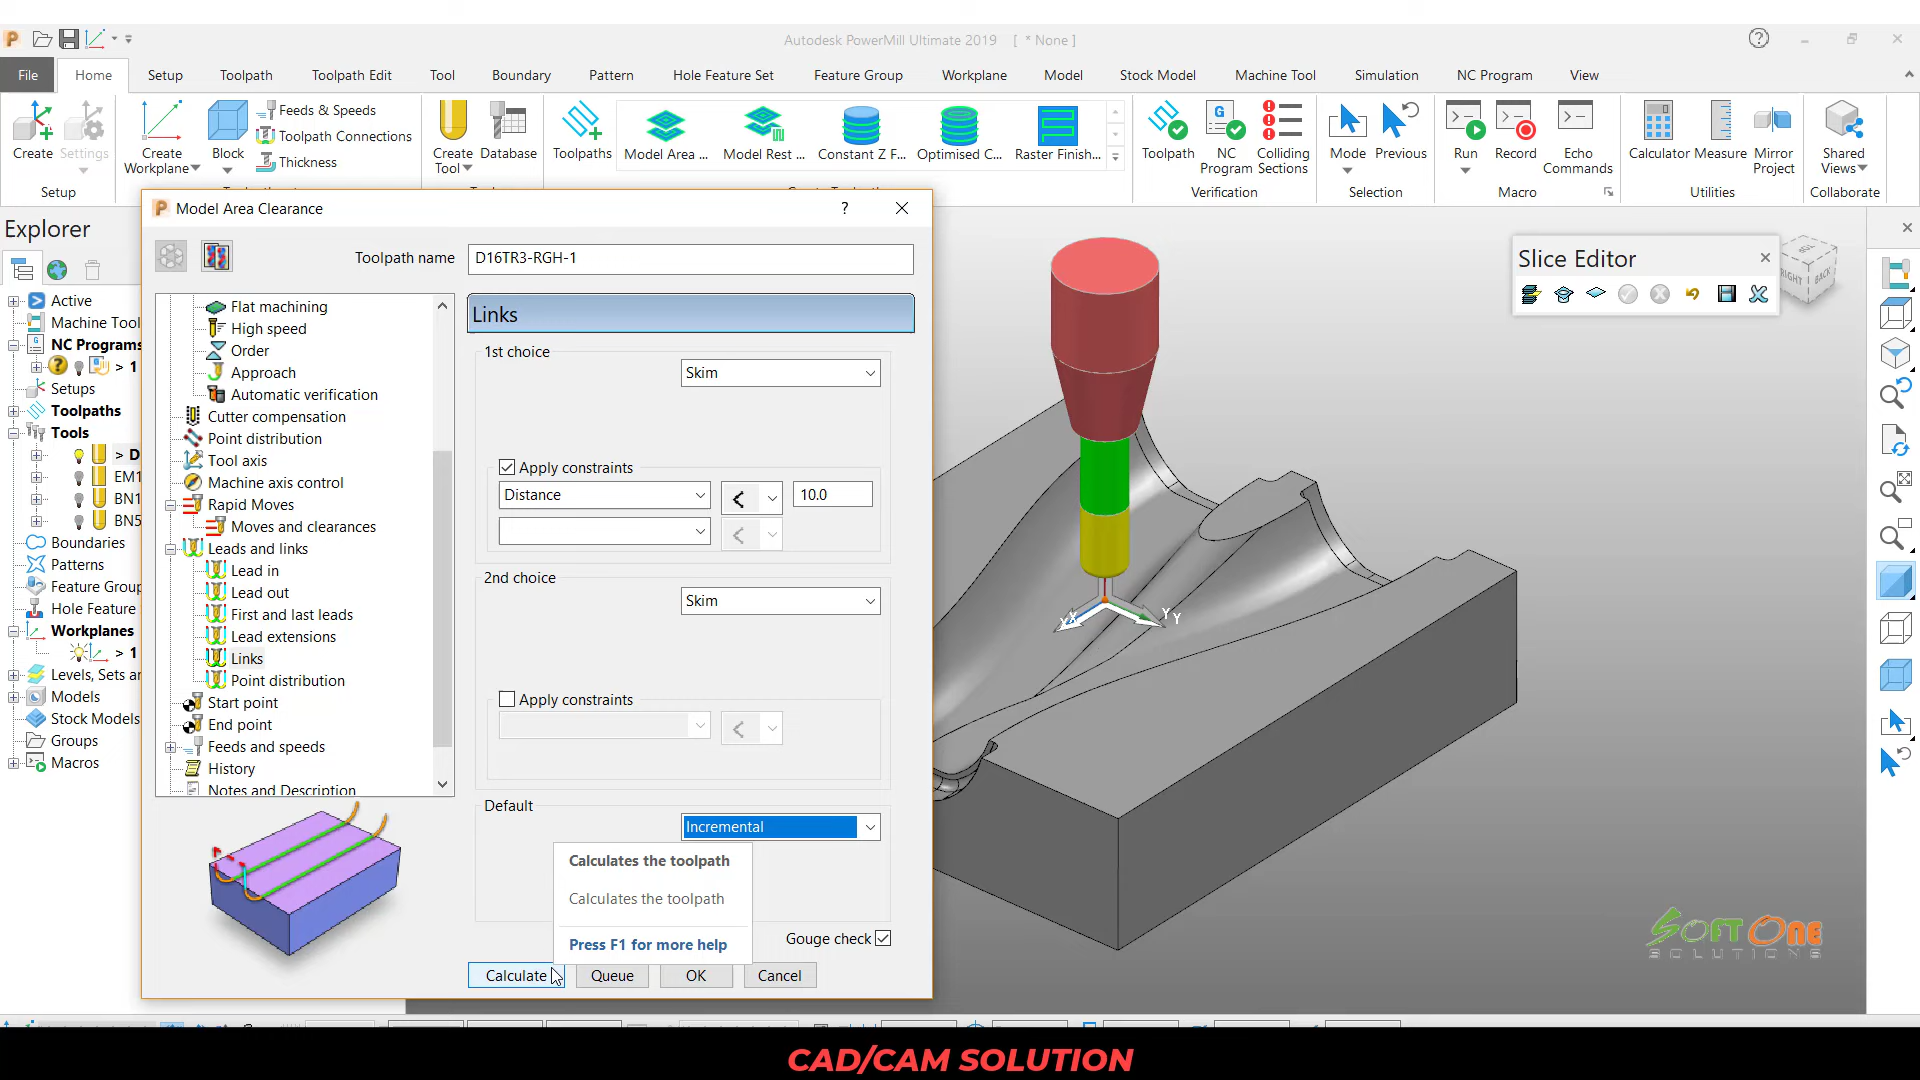 Autodesk PowerMill Ultimate 2019 [ * None ]
File Home Setup Toolpath Toolpath Edit Tool Boundary Pattern Hole Feature Set Feature Group Workplane Model Stock Model Machine Tool Simulation NC Program View
Create
Settings
Setup
Create
Workplane
Block
Feeds & Speeds
Toolpath Connections
Thickness
Create
Tool
Database
Toolpaths
Model Area ...
Model Rest ...
Constant Z F...
Optimised C...
Raster Finish...
Toolpath
NC
Program
Colliding
Sections
Verification
Mode
Previous
Selection
Run
Record
Echo
Commands
Macro
Calculator
Measure
Mirror
Project
Utilities
Shared
Views
Collaborate
Explorer
Active
Machine Tool
NC Programs
> 1
Setups
Toolpaths
Tools
> D
EM1
BN1
BN5
Boundaries
Patterns
Feature Group
Hole Feature
Workplanes
> 1
Levels, Sets ar
Models
Stock Models
Groups
Macros
Model Area Clearance
?
Toolpath name D16TR3-RGH-1
Flat machining
High speed
Order
Approach
Automatic verification
Cutter compensation
Point distribution
Tool axis
Machine axis control
Rapid Moves
Moves and clearances
Leads and links
Lead in
Lead out
First and last leads
Lead extensions
Links
Point distribution
Start point
End point
Feeds and speeds
History
Notes and Description
Links
1st choice
Skim
Apply constraints
Distance < 10.0
<
2nd choice
Skim
Apply constraints
<
Default
Incremental
Calculates the toolpath
Calculates the toolpath
Press F1 for more help
Gouge check
Calculate Queue OK Cancel
Slice Editor
RIGHT BACK
X Y Y
SOFT ONE
SOLUTIONS
CAD/CAM SOLUTION